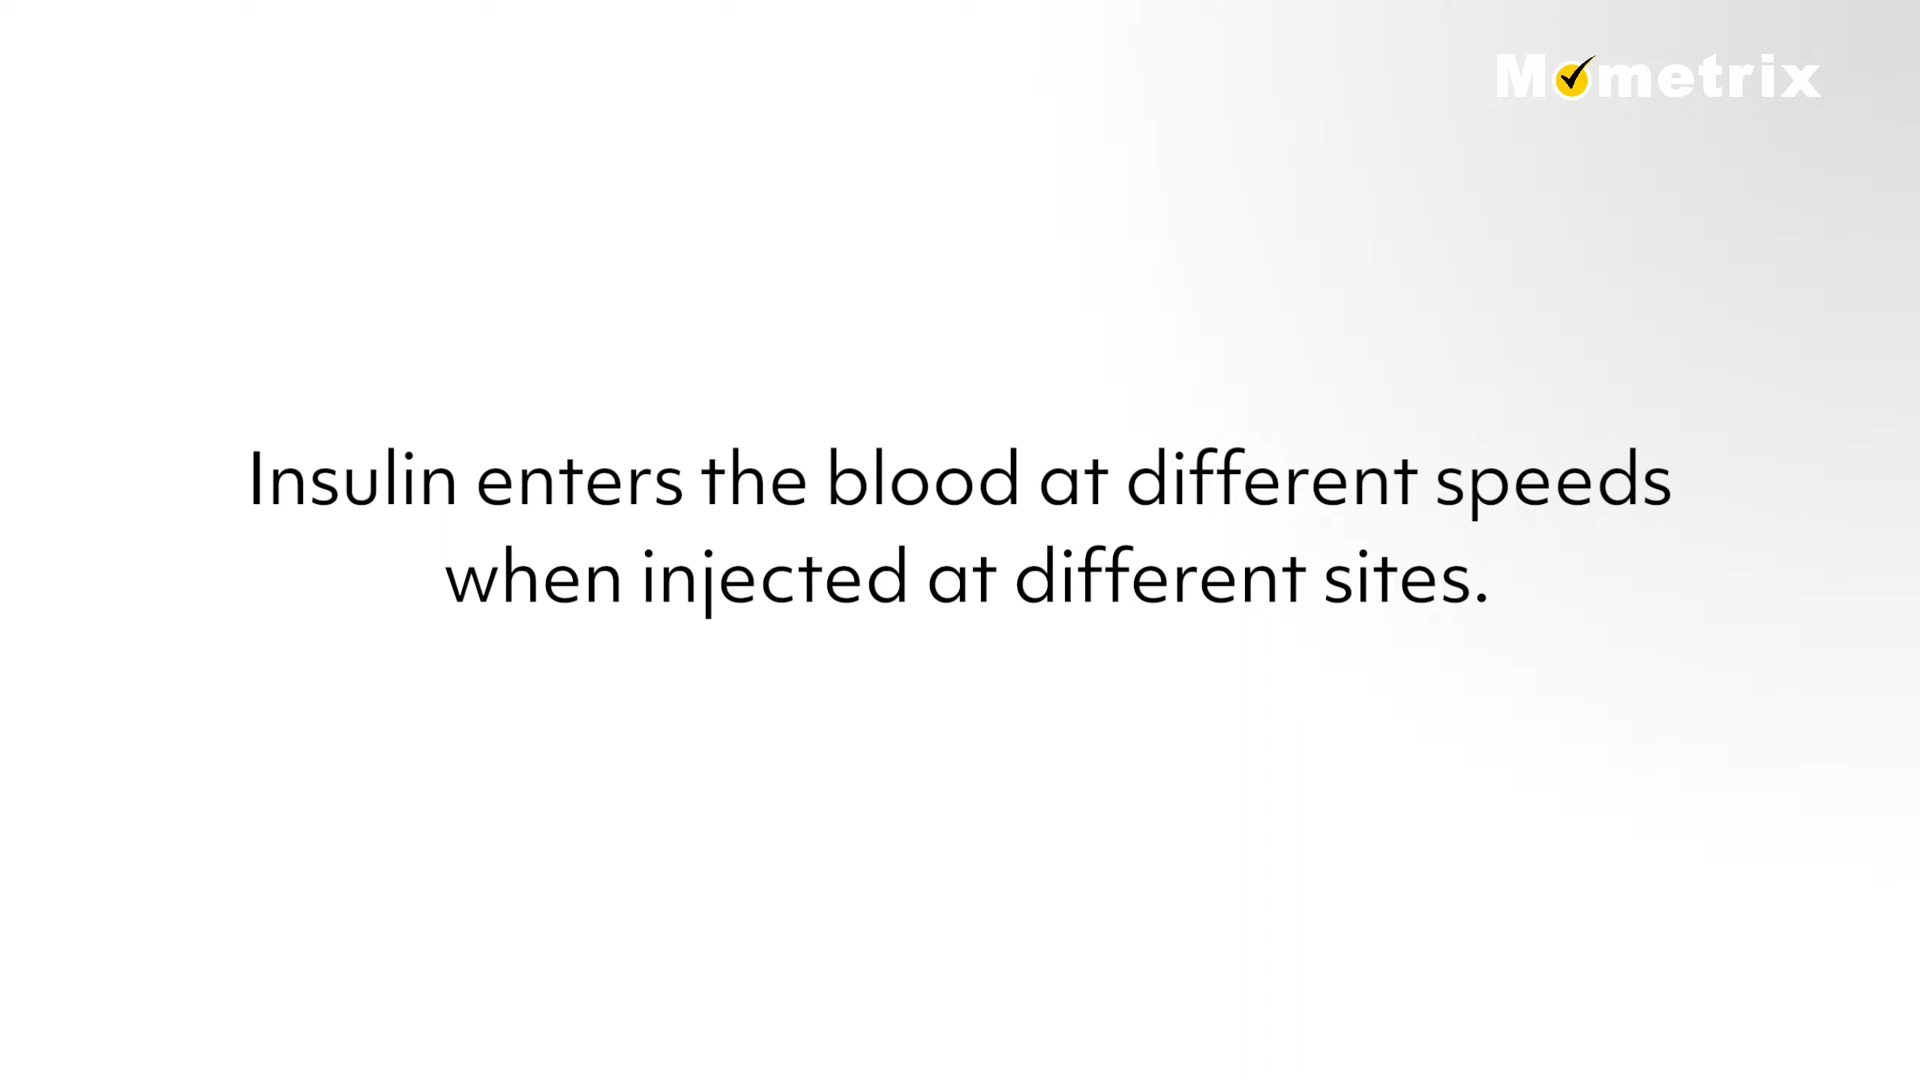 Mometrix
Insulin enters the blood at different speeds
when injected at different sites.